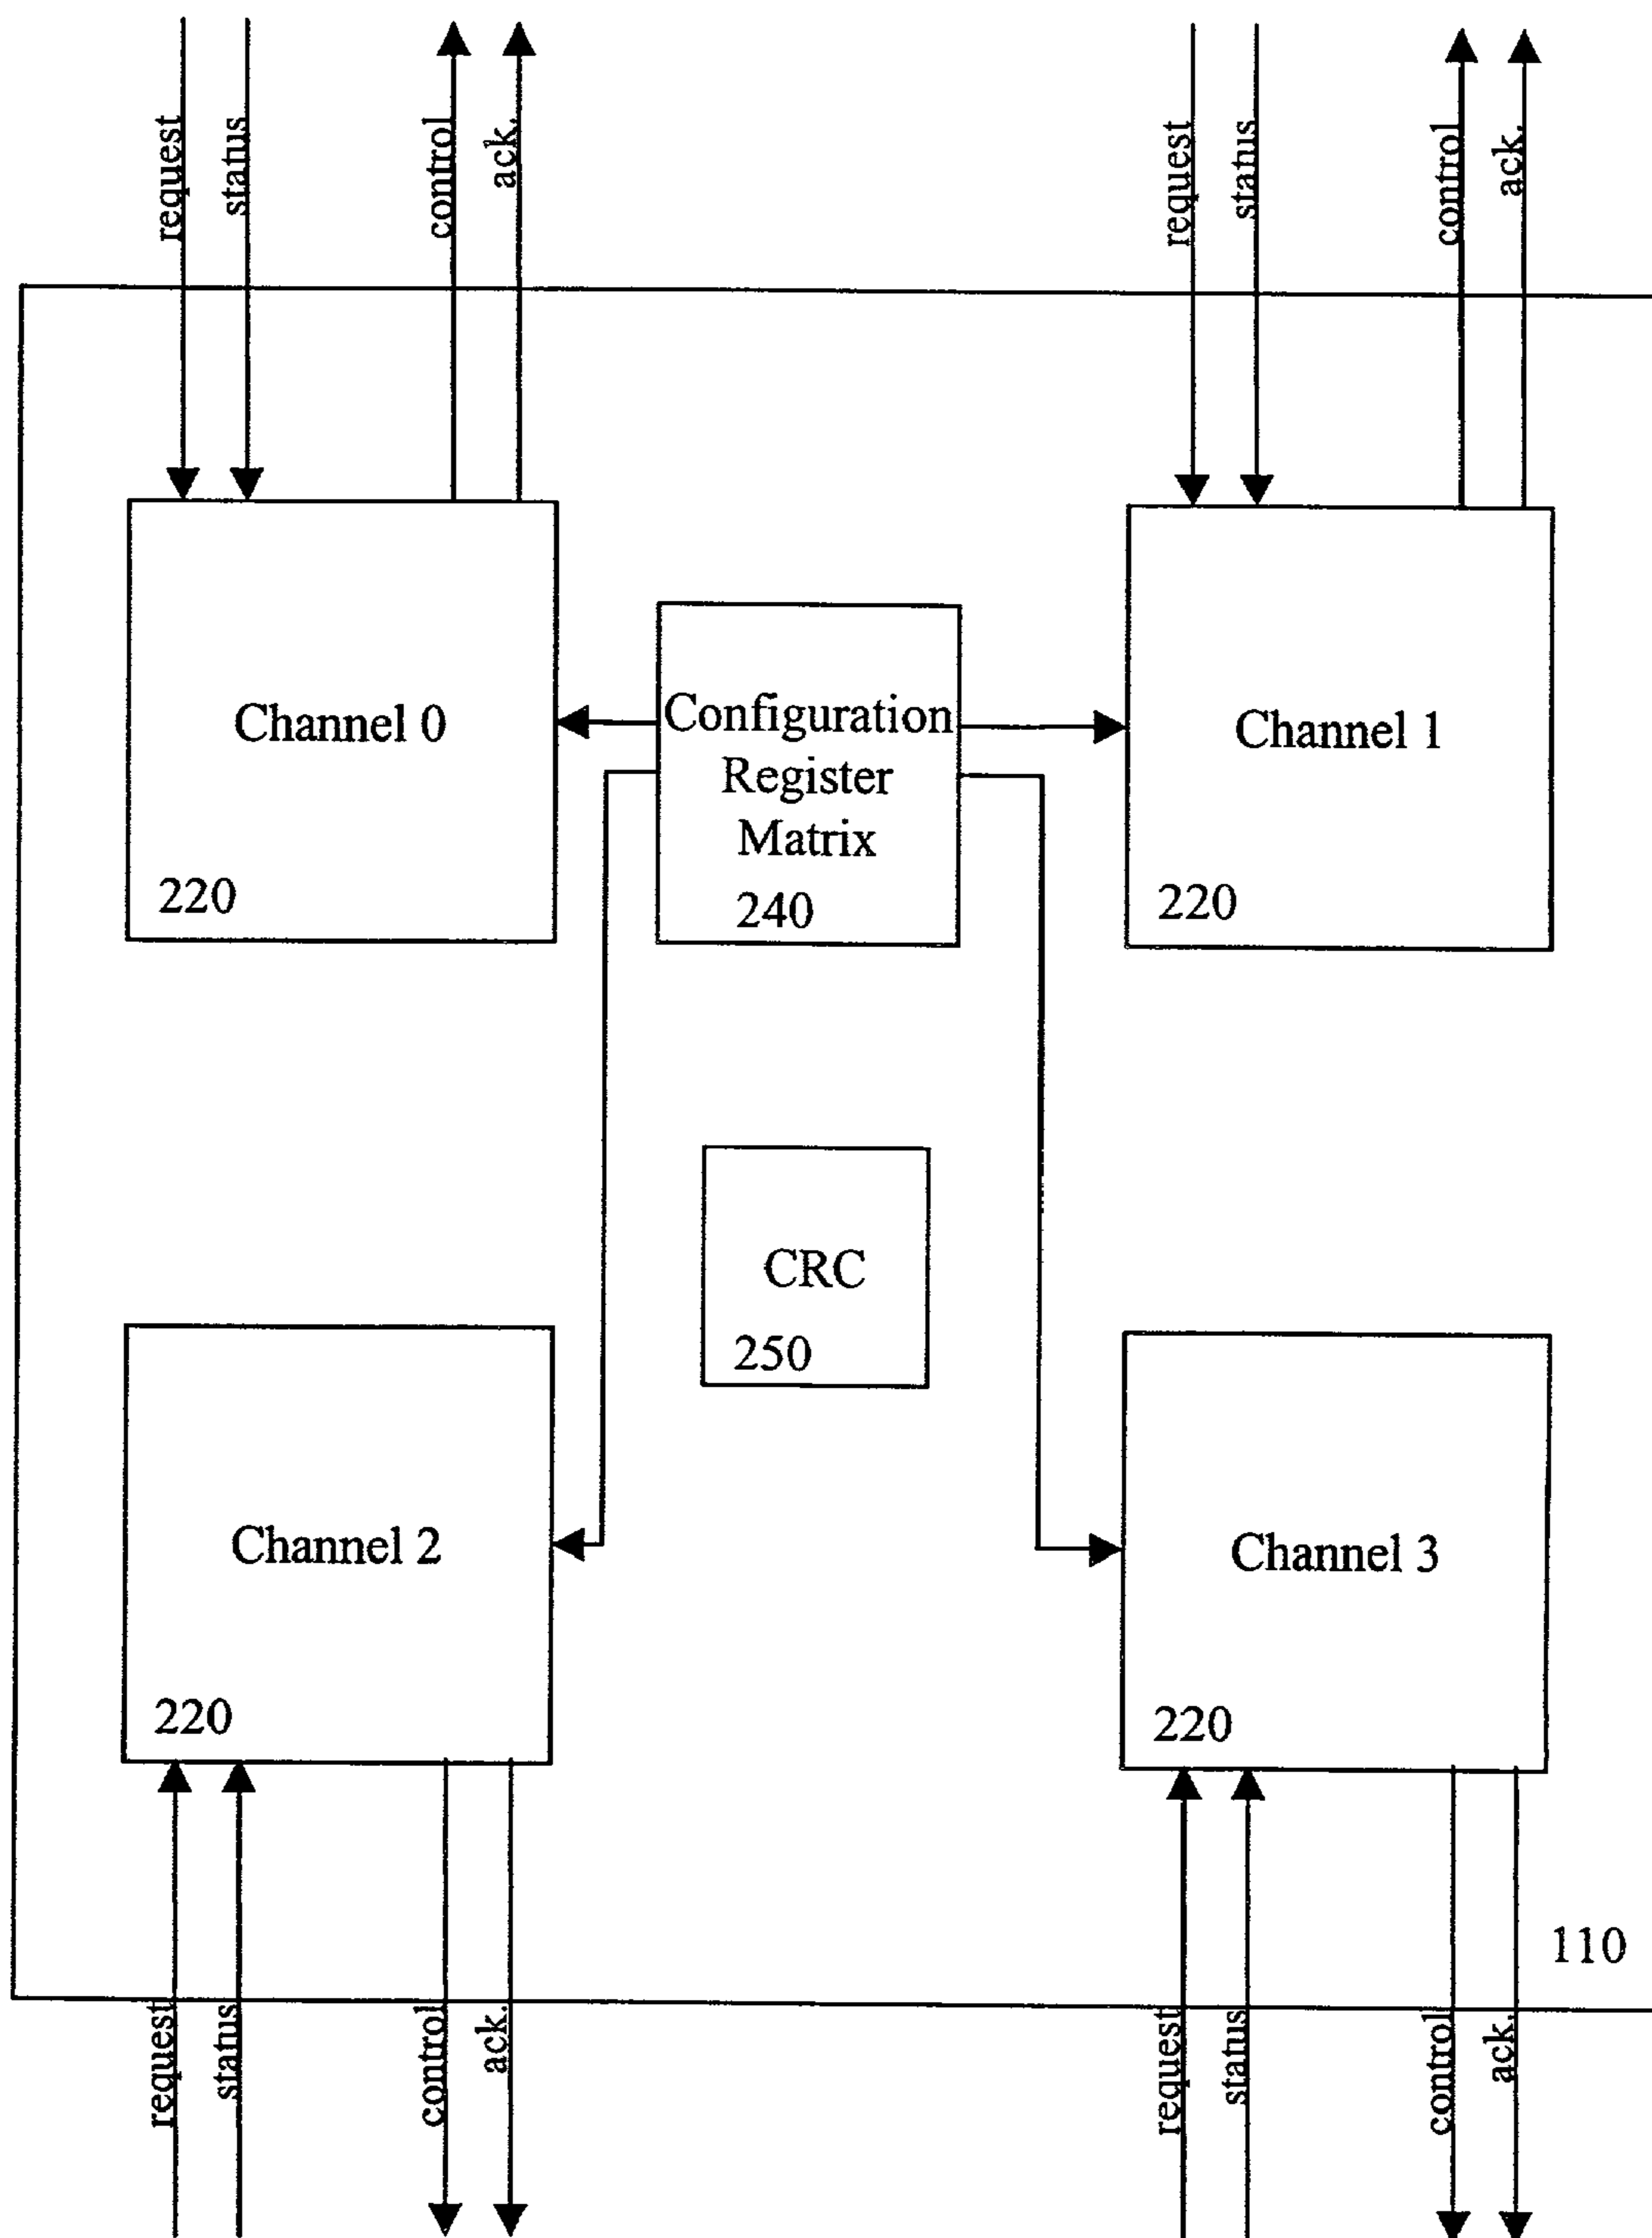 request
status
control
ack.
request
status
control
ack.
Channel 0
220
Configuration
Register
Matrix
240
Channel 1
220
CRC
250
Channel 2
220
Channel 3
220
110
request
status
control
ack.
request
status
control
ack.